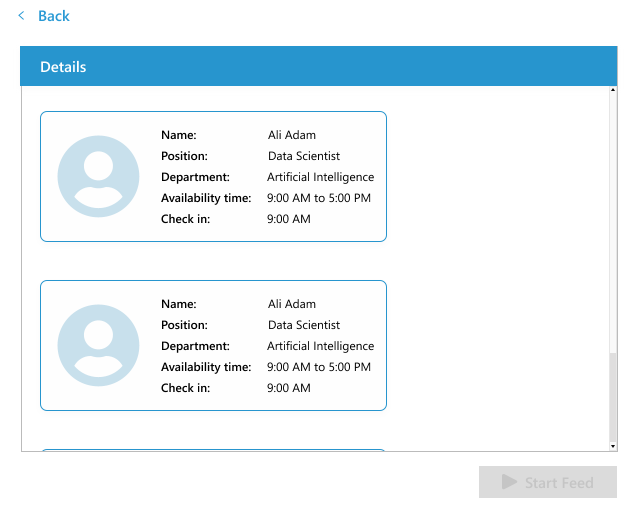 Back
Details
Name: Ali Adam
Position: Data Scientist
Department: Artificial Intelligence
Availability time: 9:00 AM to 5:00 PM
Check in: 9:00 AM
Name: Ali Adam
Position: Data Scientist
Department: Artificial Intelligence
Availability time: 9:00 AM to 5:00 PM
Check in: 9:00 AM
Start Feed